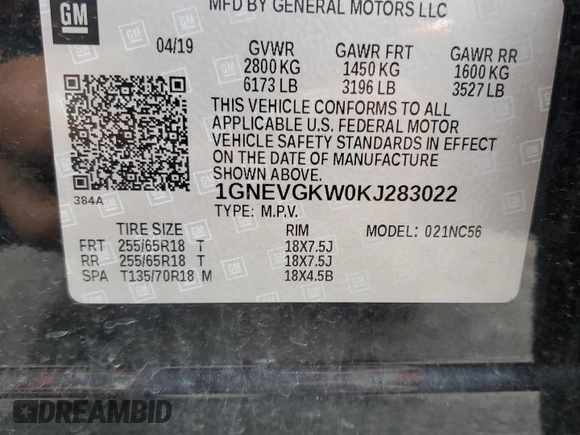 GM
MFD BY GENERAL MOTORS LLC
04/19 GVWR GAWR FRT GAWR RR
2800 KG 1450 KG 1600 KG
6173 LB 3196 LB 3527 LB
THIS VEHICLE CONFORMS TO ALL
APPLICABLE U.S. FEDERAL MOTOR
VEHICLE SAFETY STANDARDS IN EFFECT
ON THE DATE OF MANUFACTURE
SHOWN ABOVE.
384A
1GNEVGKW0KJ283022
TYPE: M.P.V. MODEL: 021NC56
TIRE SIZE RIM
FRT 255/65R18 T 18X7.5J
RR 255/65R18 T 18X7.5J
SPA T135/70R18 M 18X4.5B
DREAMBID